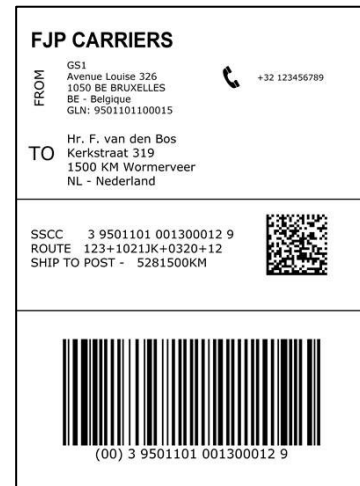 FJP CARRIERS
FROM
GS1
Avenue Louise 326
1050 BE BRUXELLES
BE - Belgique
GLN: 9501101100015
+32 123456789
TO
Hr. F. van den Bos
Kerkstraat 319
1500 KM Wormerveer
NL - Nederland
SSCC 3 9501101 001300012 9
ROUTE 123+1021JK+0320+12
SHIP TO POST - 5281500KM
(00) 3 9501101 001300012 9